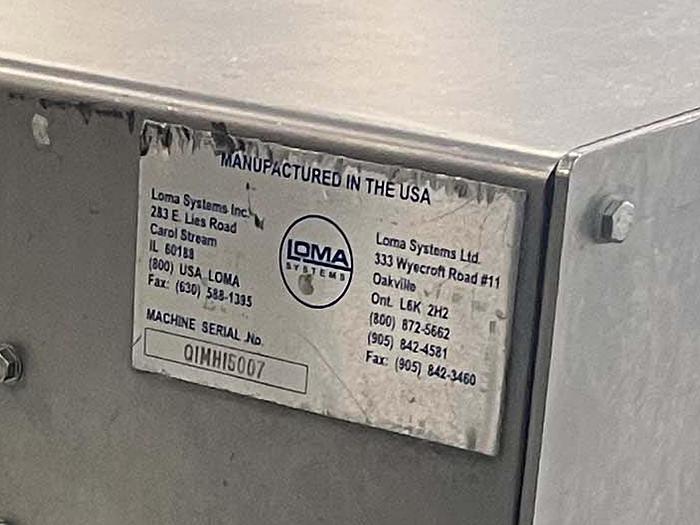 MANUFACTURED IN THE USA
Loma Systems Inc.
283 E. Lies Road
Carol Stream
IL 60188
(800) USA LOMA
Fax: (630) 588-1395
LOMA
SYSTEMS
Loma Systems Ltd.
333 Wyecroft Road #11
Oakville
Ont. L6K 2H2
(800) 872-5662
(905) 842-4581
Fax: (905) 842-3460
MACHINE SERIAL .No.
QIMHI5007